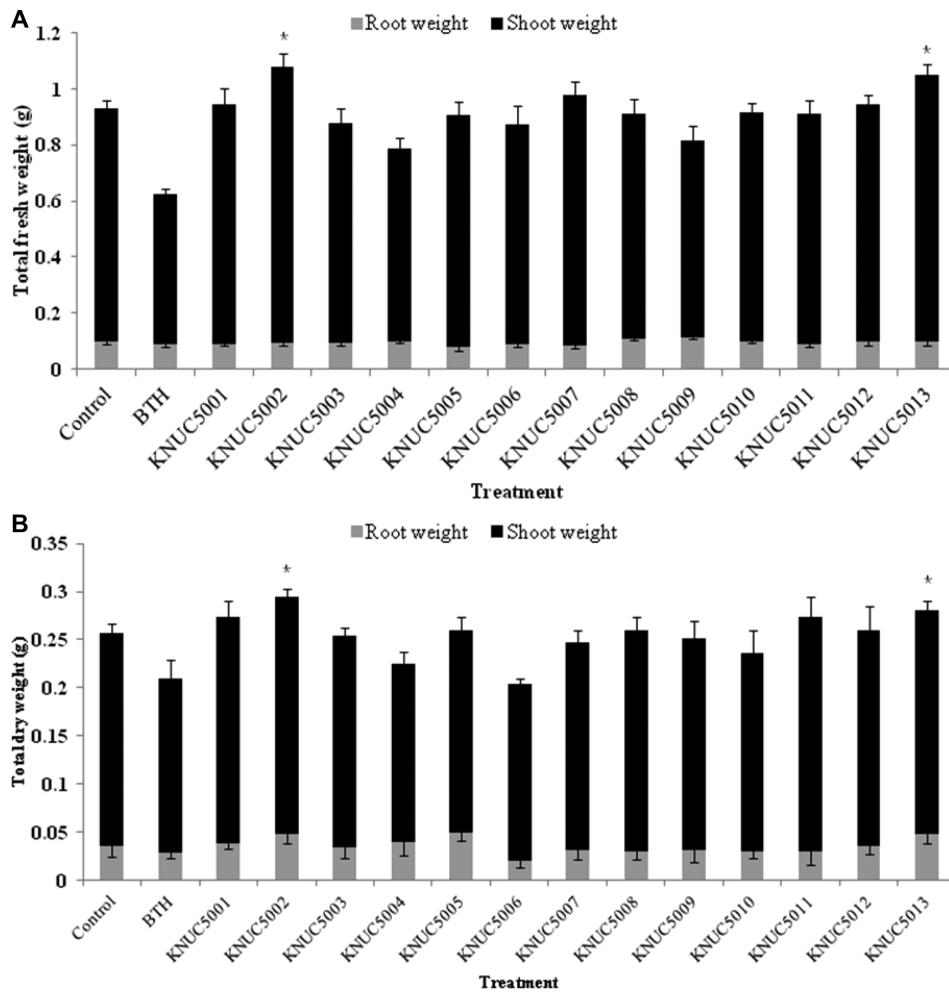 A
Root weight Shoot weight
1.2
1
0.8
0.6
0.4
0.2
0
Total fresh weight (g)
*
*
Control
BTH
KNUC5001
KNUC5002
KNUC5003
KNUC5004
KNUC5005
KNUC5006
KNUC5007
KNUC5008
KNUC5009
KNUC5010
KNUC5011
KNUC5012
KNUC5013
Treatment
B
Root weight Shoot weight
0.35
0.3
0.25
0.2
0.15
0.1
0.05
0
Total dry weight (g)
*
*
Control
BTH
KNUC5001
KNUC5002
KNUC5003
KNUC5004
KNUC5005
KNUC5006
KNUC5007
KNUC5008
KNUC5009
KNUC5010
KNUC5011
KNUC5012
KNUC5013
Treatment